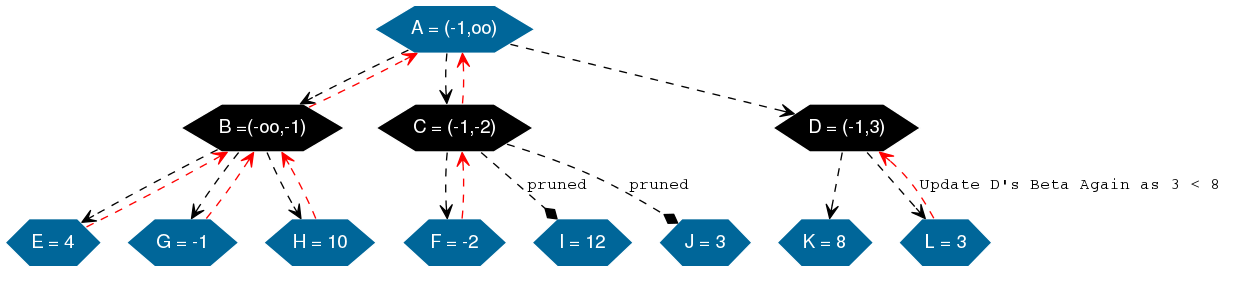 A = (-1,oo)
B =(-oo,-1)
C = (-1,-2)
D = (-1,3)
pruned
pruned
Update D's Beta Again as 3 < 8
E = 4
G = -1
H = 10
F = -2
I = 12
J = 3
K = 8
L = 3